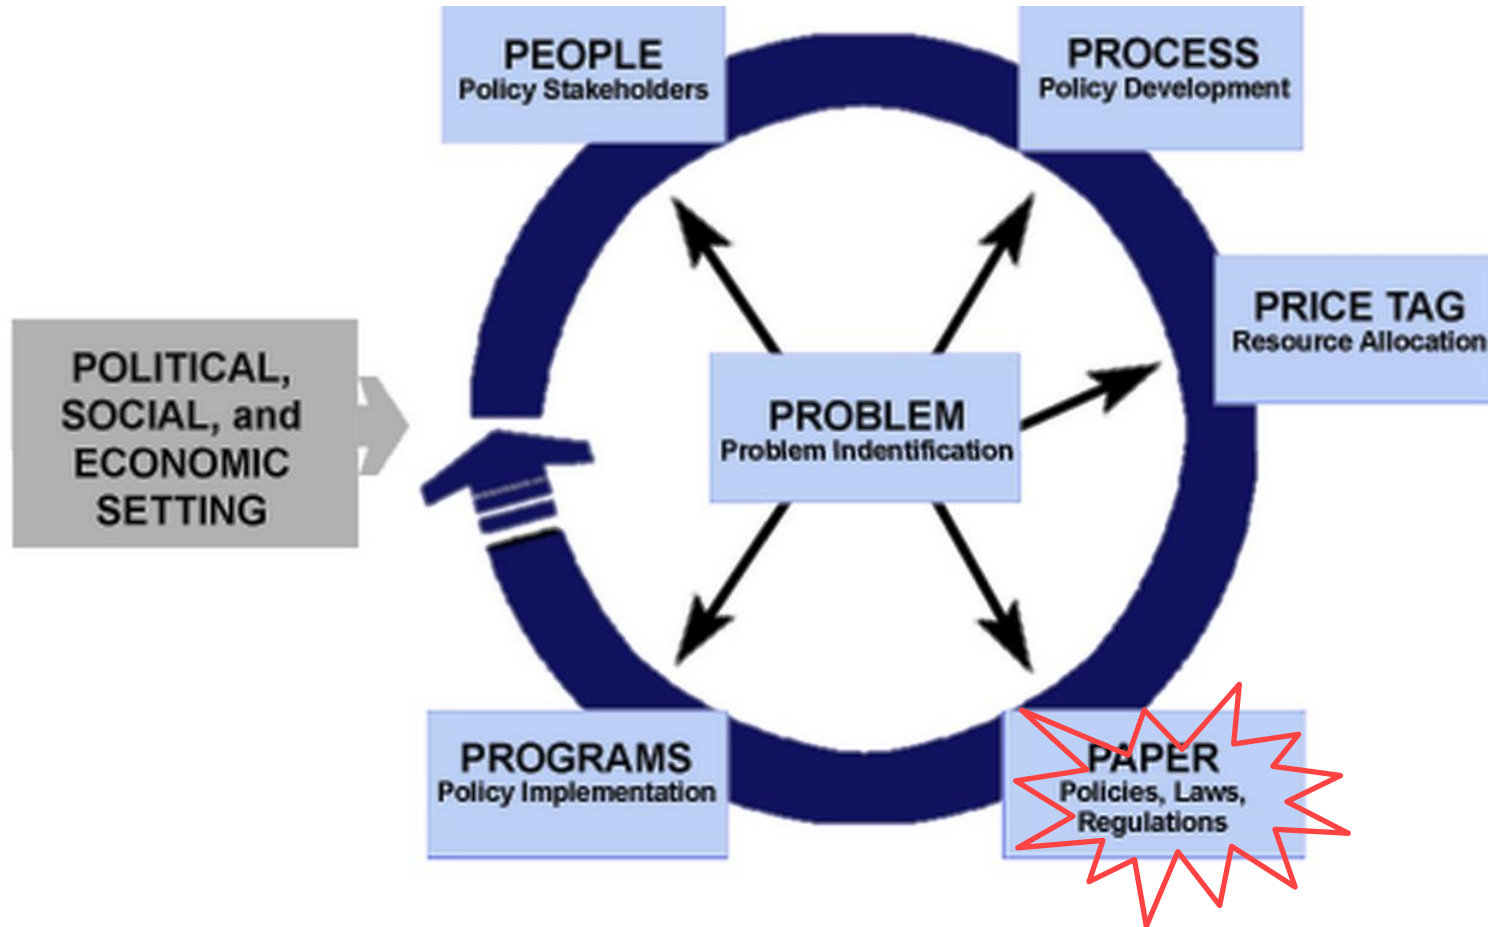 PEOPLE
Policy Stakeholders
PROCESS
Policy Development
PRICE TAG
Resource Allocation
POLITICAL,
SOCIAL, and
ECONOMIC
SETTING
PROBLEM
Problem Indentification
PROGRAMS
Policy Implementation
PAPER
Policies, Laws,
Regulations